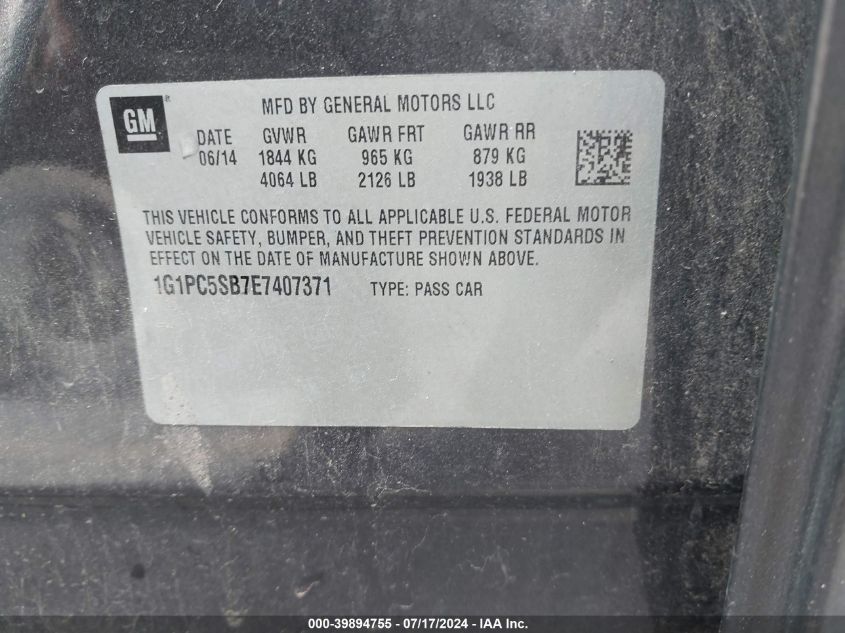 GM
MFD BY GENERAL MOTORS LLC
DATE GVWR GAWR FRT GAWR RR
06/14 1844 KG 965 KG 879 KG
4064 LB 2126 LB 1938 LB
THIS VEHICLE CONFORMS TO ALL APPLICABLE U.S. FEDERAL MOTOR
VEHICLE SAFETY, BUMPER, AND THEFT PREVENTION STANDARDS IN
EFFECT ON THE DATE OF MANUFACTURE SHOWN ABOVE.
1G1PC5SB7E7407371 TYPE: PASS CAR
000-39894755 - 07/17/2024 - IAA Inc.